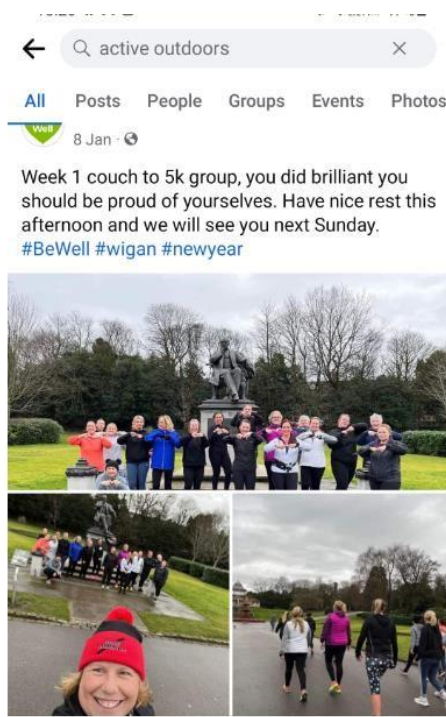 active outdoors
All Posts People Groups Events Photos
Well
8 Jan
Week 1 couch to 5k group, you did brilliant you
should be proud of yourselves. Have nice rest this
afternoon and we will see you next Sunday.
#BeWell #wigan #newyear